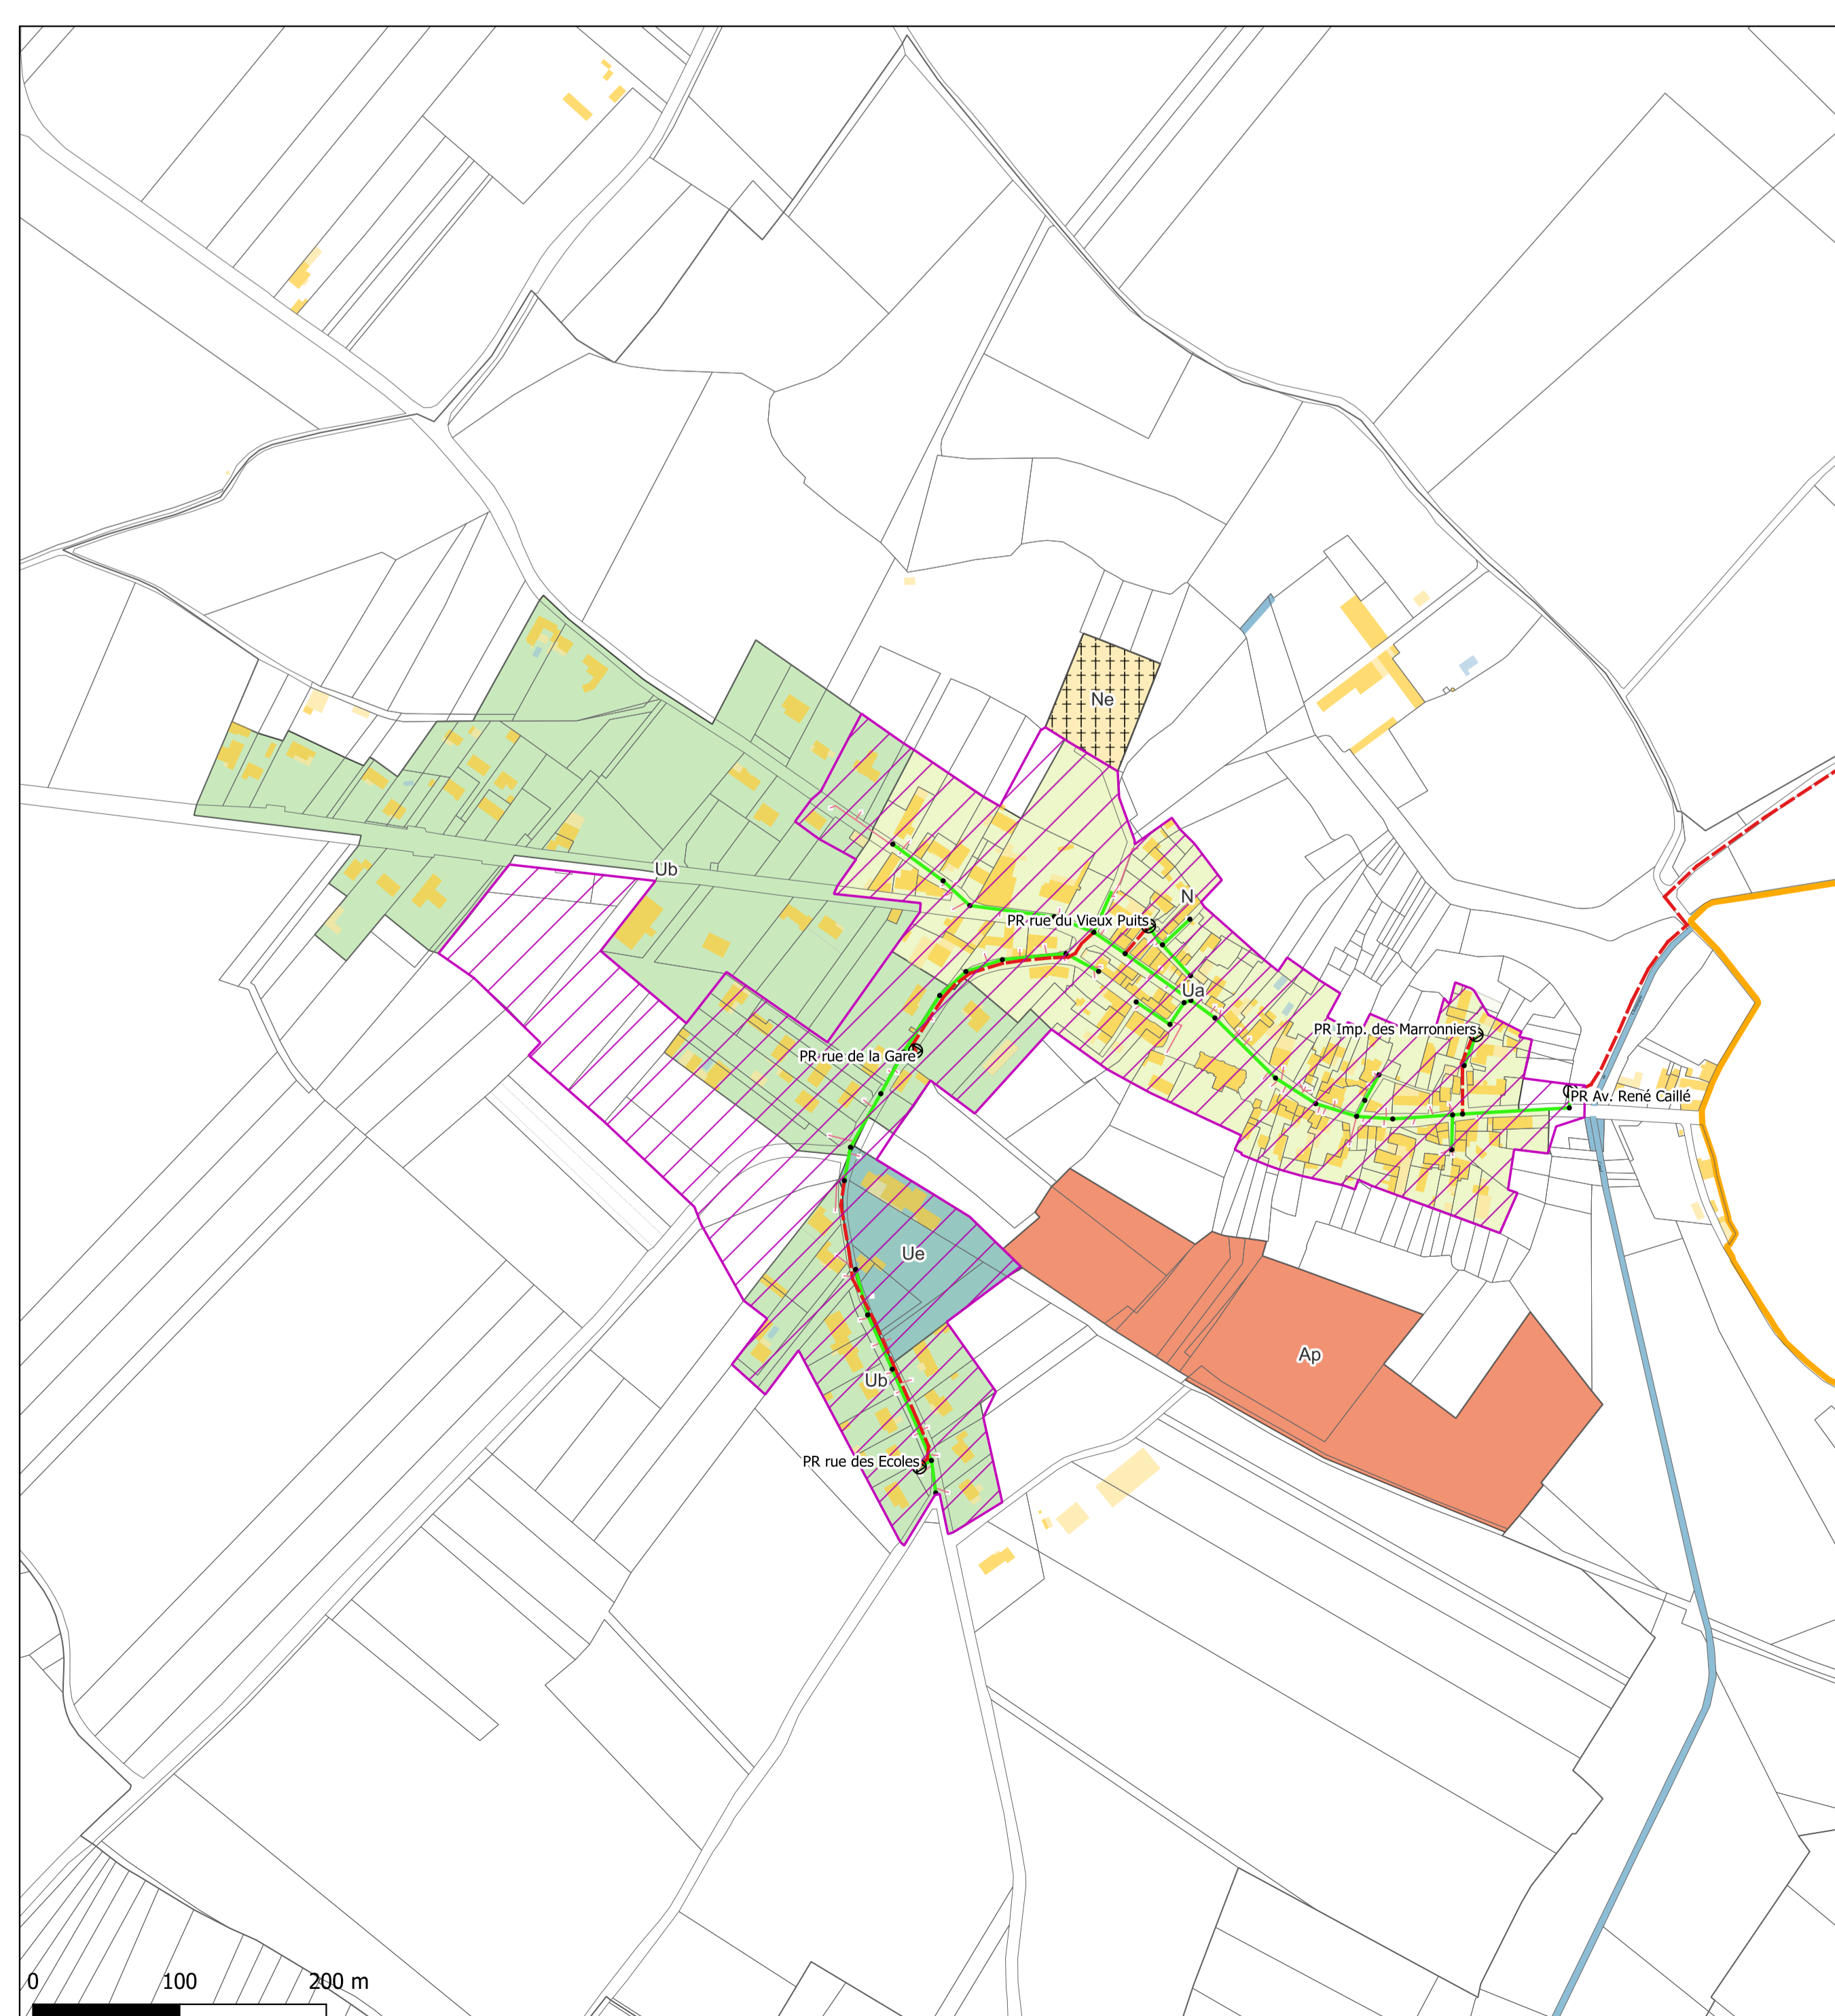 Ne
Ub
N
PR rue du Vieux Puits
Ua
PR Imp. des Marronniers
PR rue de la Gare
PR Av. René Caillé
Ue
Ap
Ub
PR rue des Ecoles
0 100 200 m